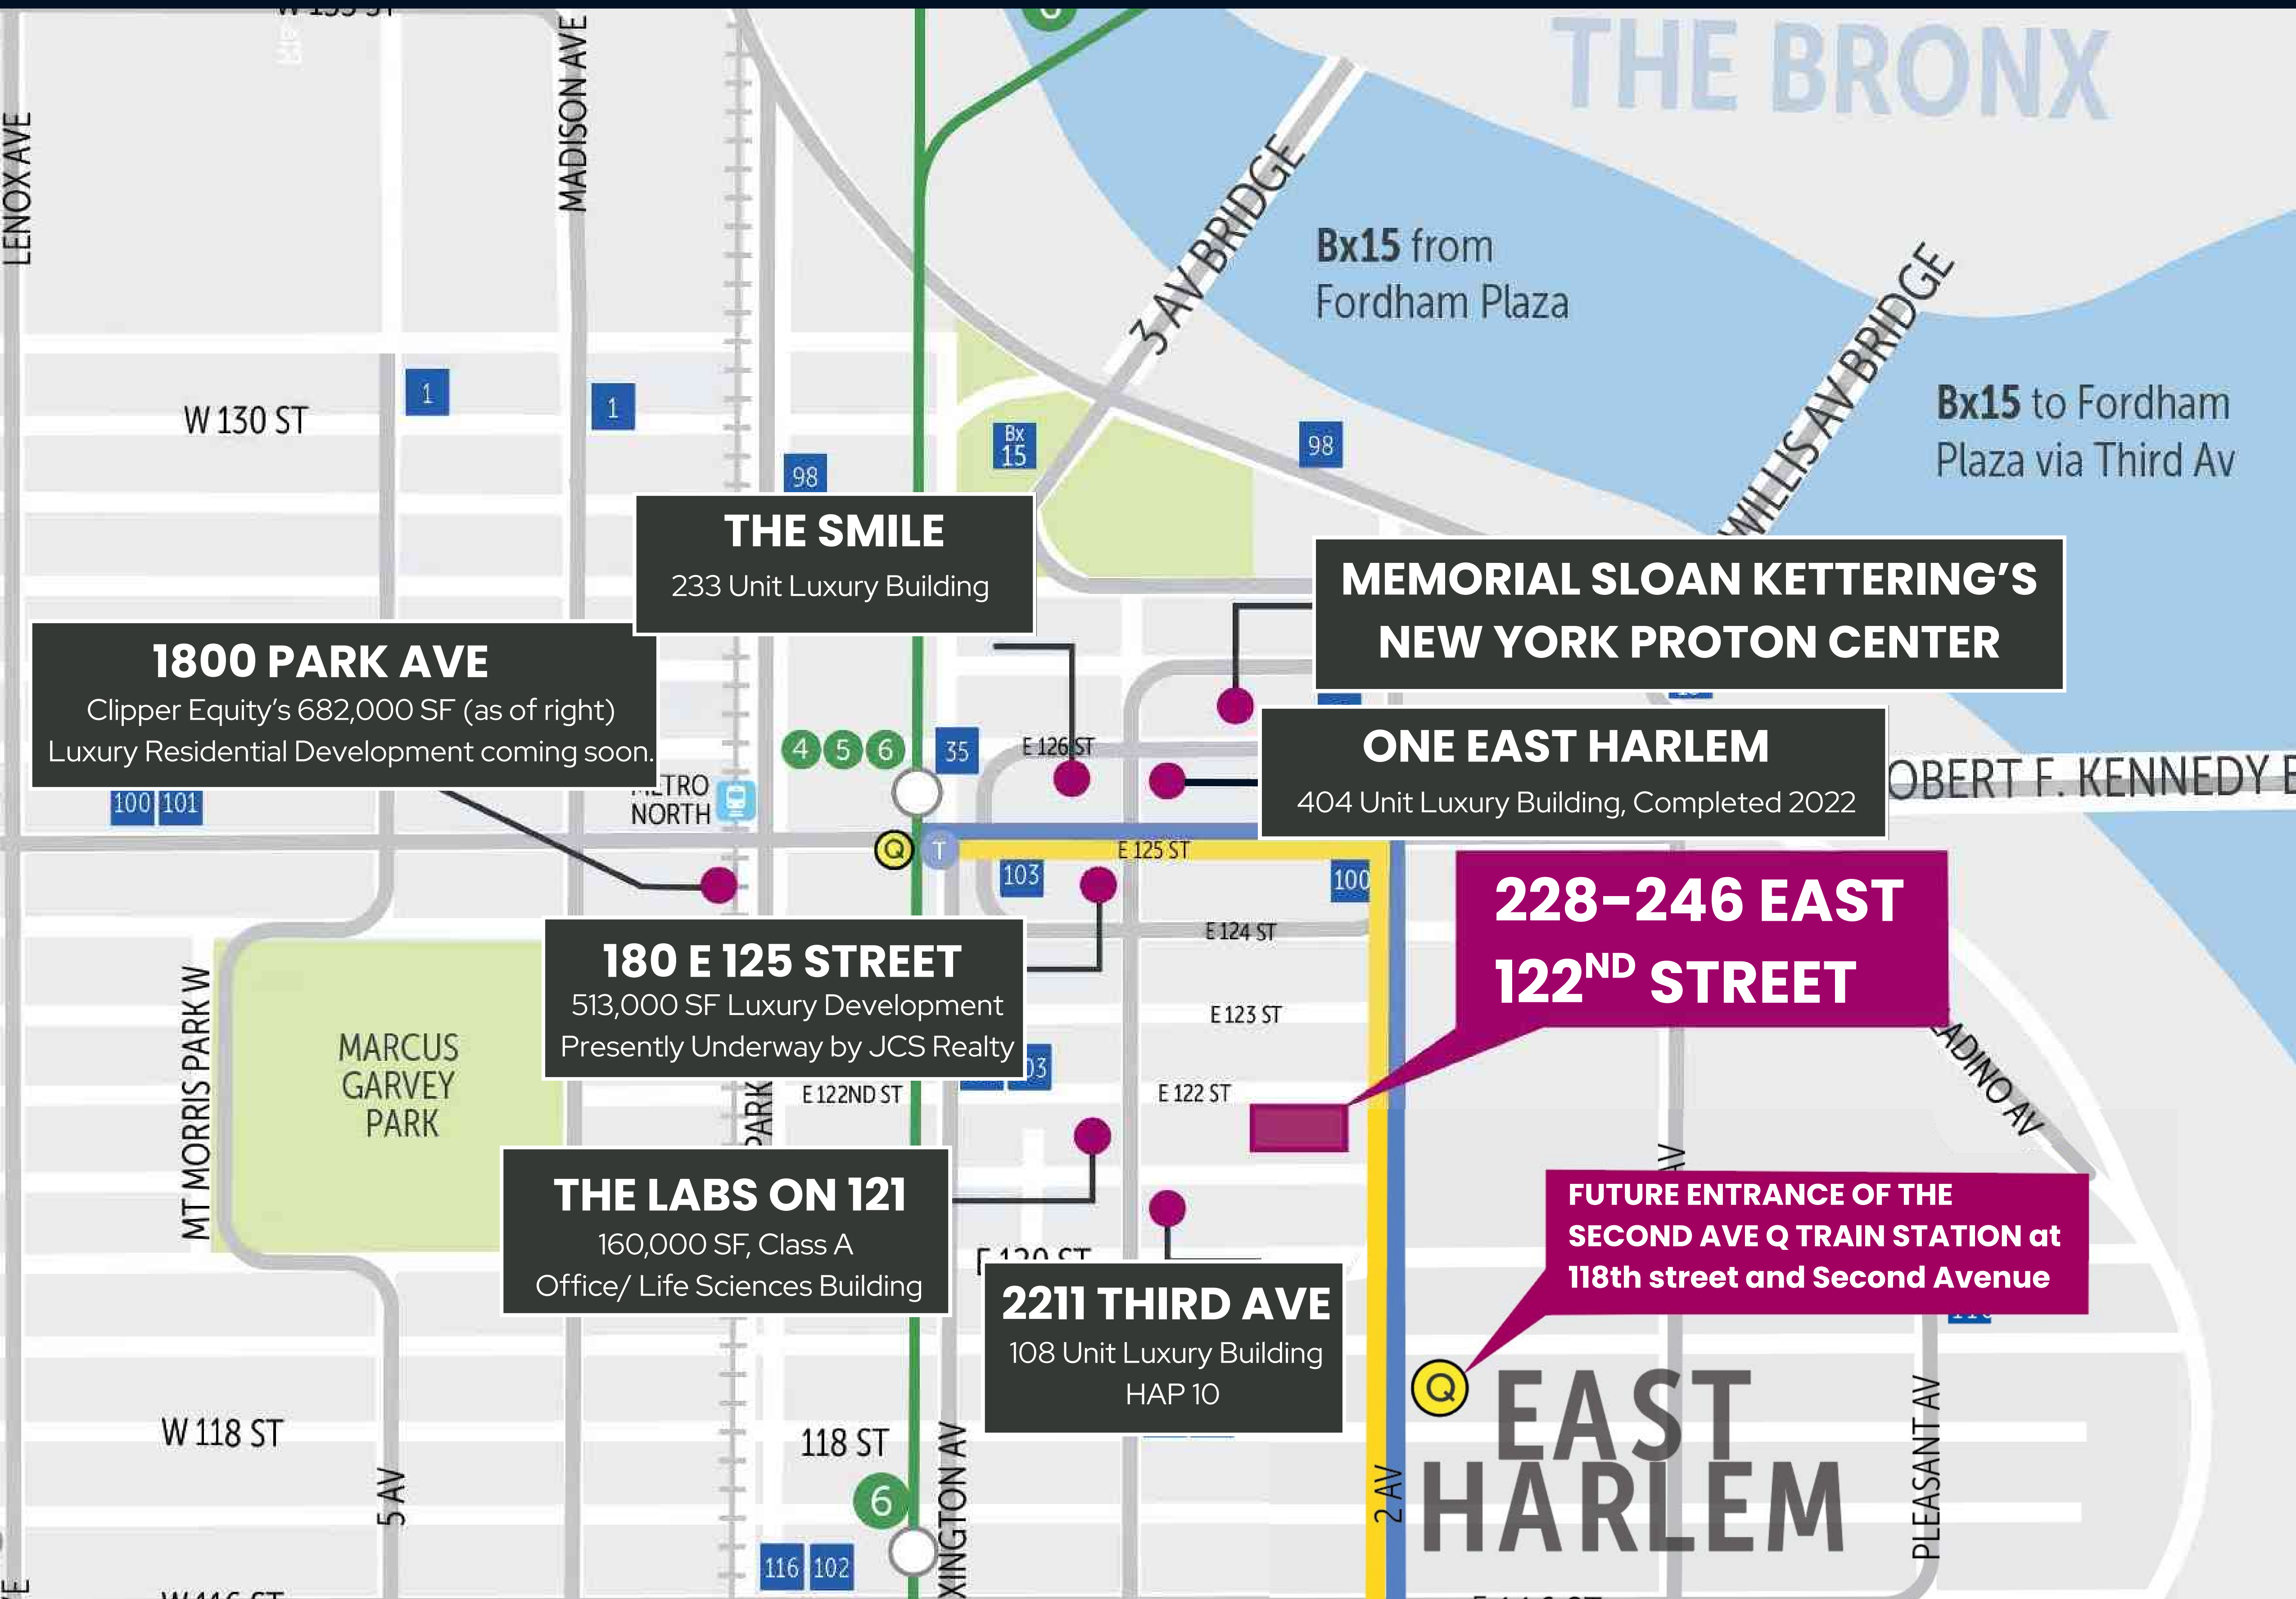 THE BRONX
MADISON AVE
LENOX AVE
3 AV BRIDGE
Bx15 from
Fordham Plaza
WILLIS AV BRIDGE
Bx15 to Fordham
Plaza via Third Av
W 130 ST
1
1
98
Bx
15
98
THE SMILE
233 Unit Luxury Building
MEMORIAL SLOAN KETTERING'S
NEW YORK PROTON CENTER
1800 PARK AVE
Clipper Equity's 682,000 SF (as of right)
Luxury Residential Development coming soon.
4 5 6
35
E 126 ST
ONE EAST HARLEM
404 Unit Luxury Building, Completed 2022
OBERT F. KENNEDY B
100 101
NORTH
Q T
E 125 ST
103
100
228-246 EAST
122ND STREET
E 124 ST
180 E 125 STREET
513,000 SF Luxury Development
Presently Underway by JCS Realty
E 123 ST
MT MORRIS PARK W
MARCUS
GARVEY
PARK
PARK
E 122ND ST
E 122 ST
ADINO AV
AV
THE LABS ON 121
160,000 SF, Class A
Office/ Life Sciences Building
FUTURE ENTRANCE OF THE
SECOND AVE Q TRAIN STATION at
118th street and Second Avenue
2211 THIRD AVE
108 Unit Luxury Building
HAP 10
Q
EAST
HARLEM
W 118 ST
118 ST
5 AV
6
XINGTON AV
2 AV
PLEASANT AV
116 102